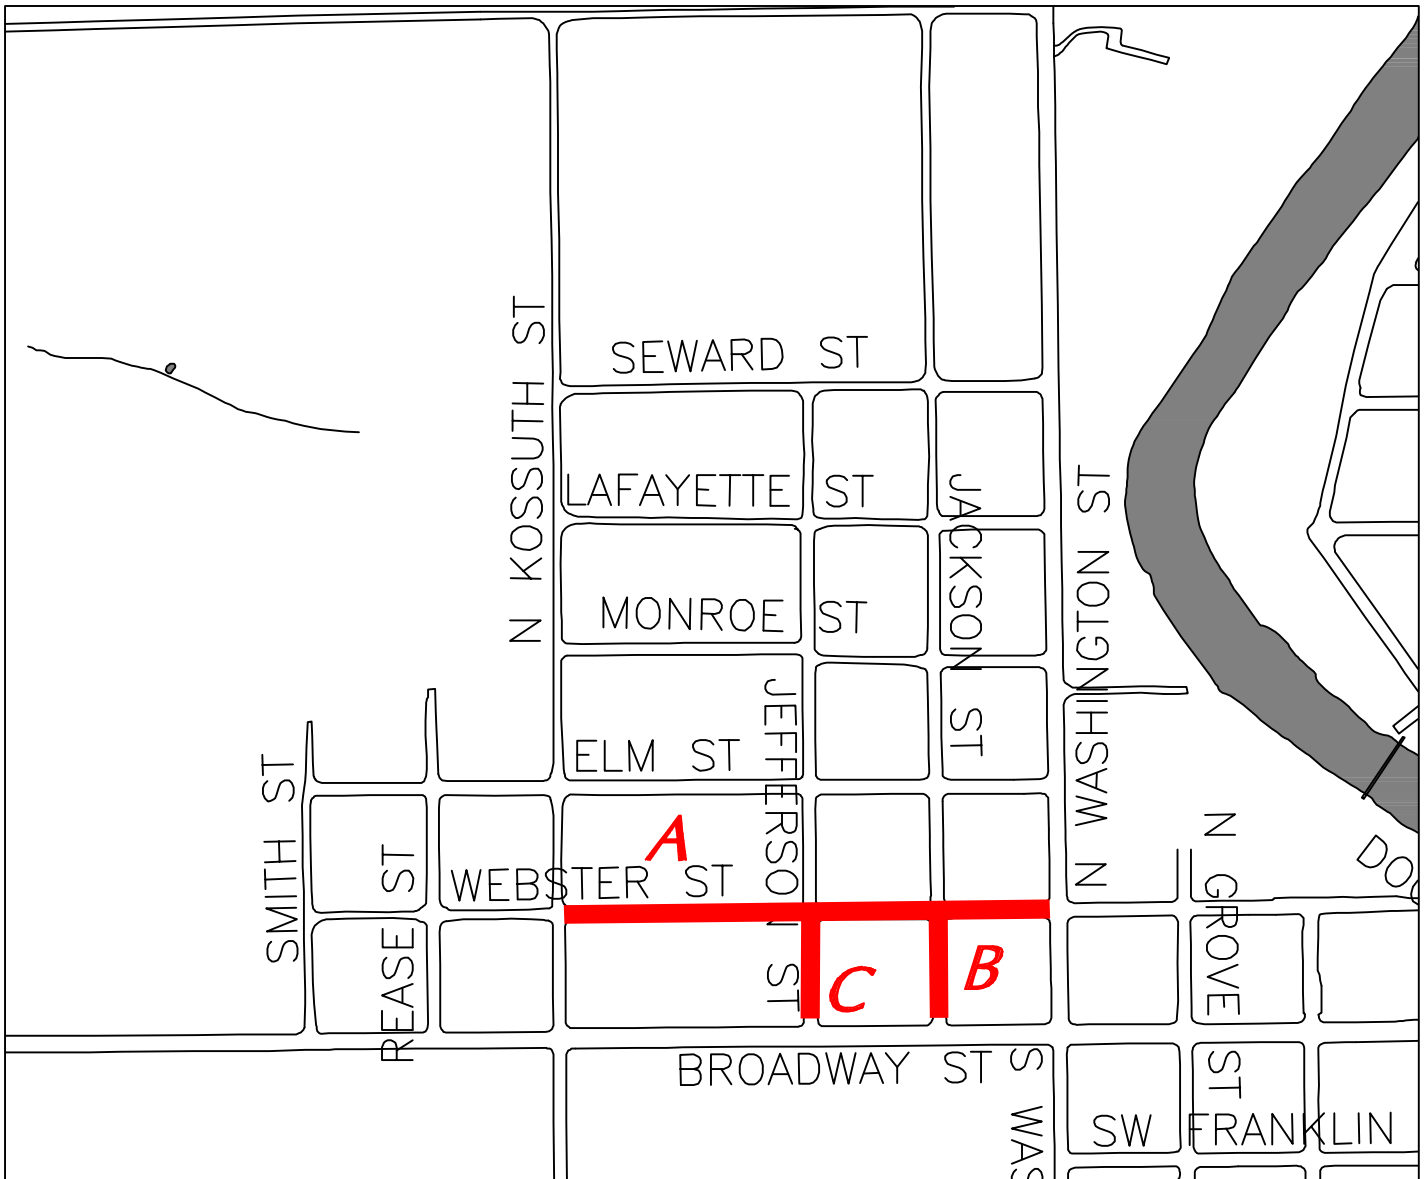 SEWARD ST
N KOSSUTH ST
LAFAYETTE ST
JACKSON ST
N WASHINGTON ST
MONROE ST
JEFFERSON ST
ELM ST
SMITH ST
A
N GROVE ST
REASE ST
WEBSTER ST
B
C
BROADWAY ST
SW FRANKLIN